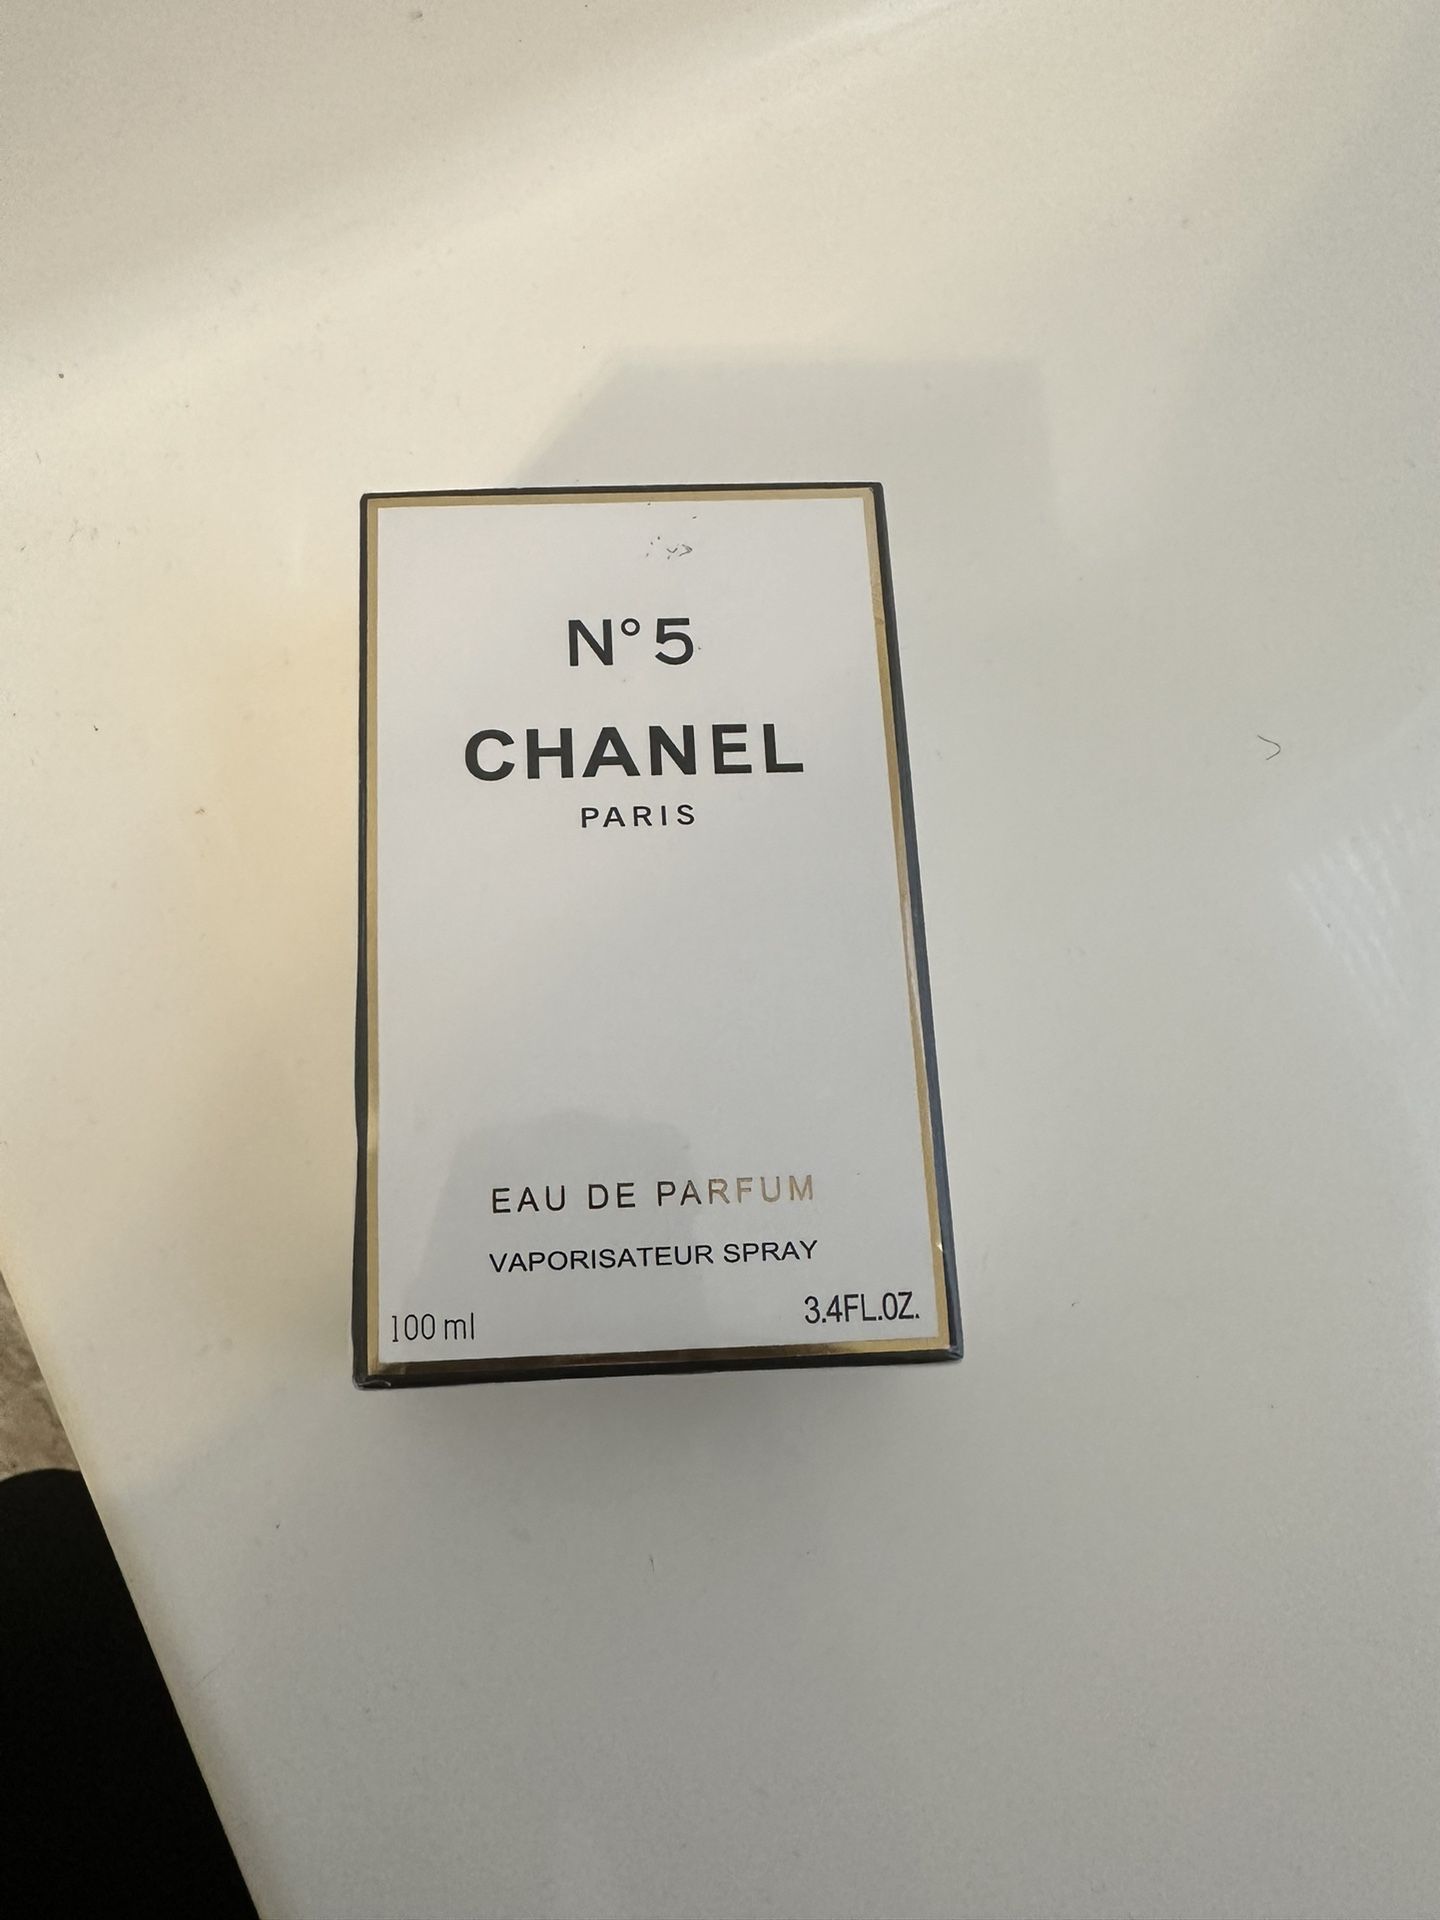 N°5
CHANEL
PARIS
EAU DE PARFUM
VAPORISATEUR SPRAY
100 ml
3.4FL.OZ.